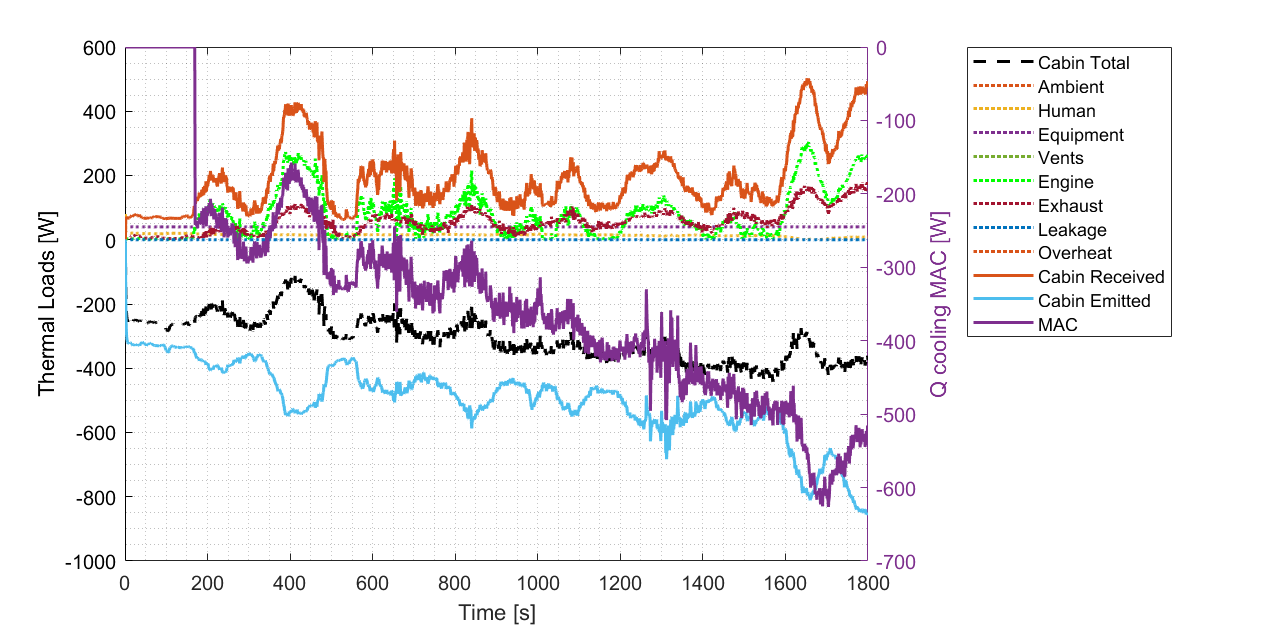 600
400
200
0
-200
-400
-600
-800
-1000
Thermal Loads [W]
0
200
400
600
800
1000
1200
1400
1600
1800
Time [s]
0
-100
-200
-300
-400
-500
-600
-700
Q cooling MAC [W]
Cabin Total
Ambient
Human
Equipment
Vents
Engine
Exhaust
Leakage
Overheat
Cabin Received
Cabin Emitted
MAC